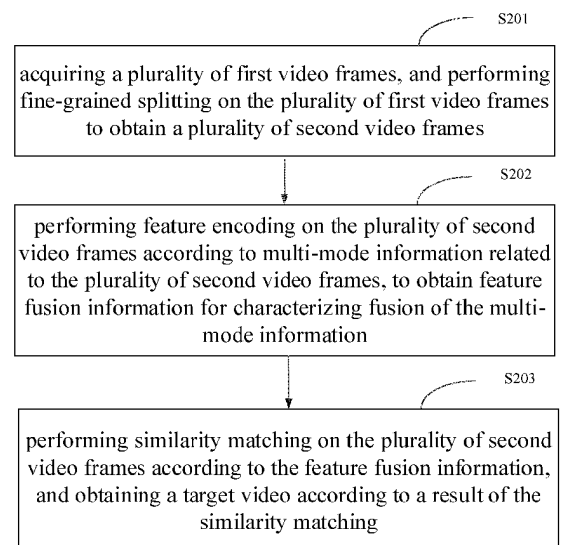 S201
acquiring a plurality of first video frames, and performing
fine-grained splitting on the plurality of first video frames
to obtain a plurality of second video frames
S202
performing feature encoding on the plurality of second
video frames according to multi-mode information related
to the plurality of second video frames, to obtain feature
fusion information for characterizing fusion of the multi-
mode information
S203
performing similarity matching on the plurality of second
video frames according to the feature fusion information,
and obtaining a target video according to a result of the
similarity matching